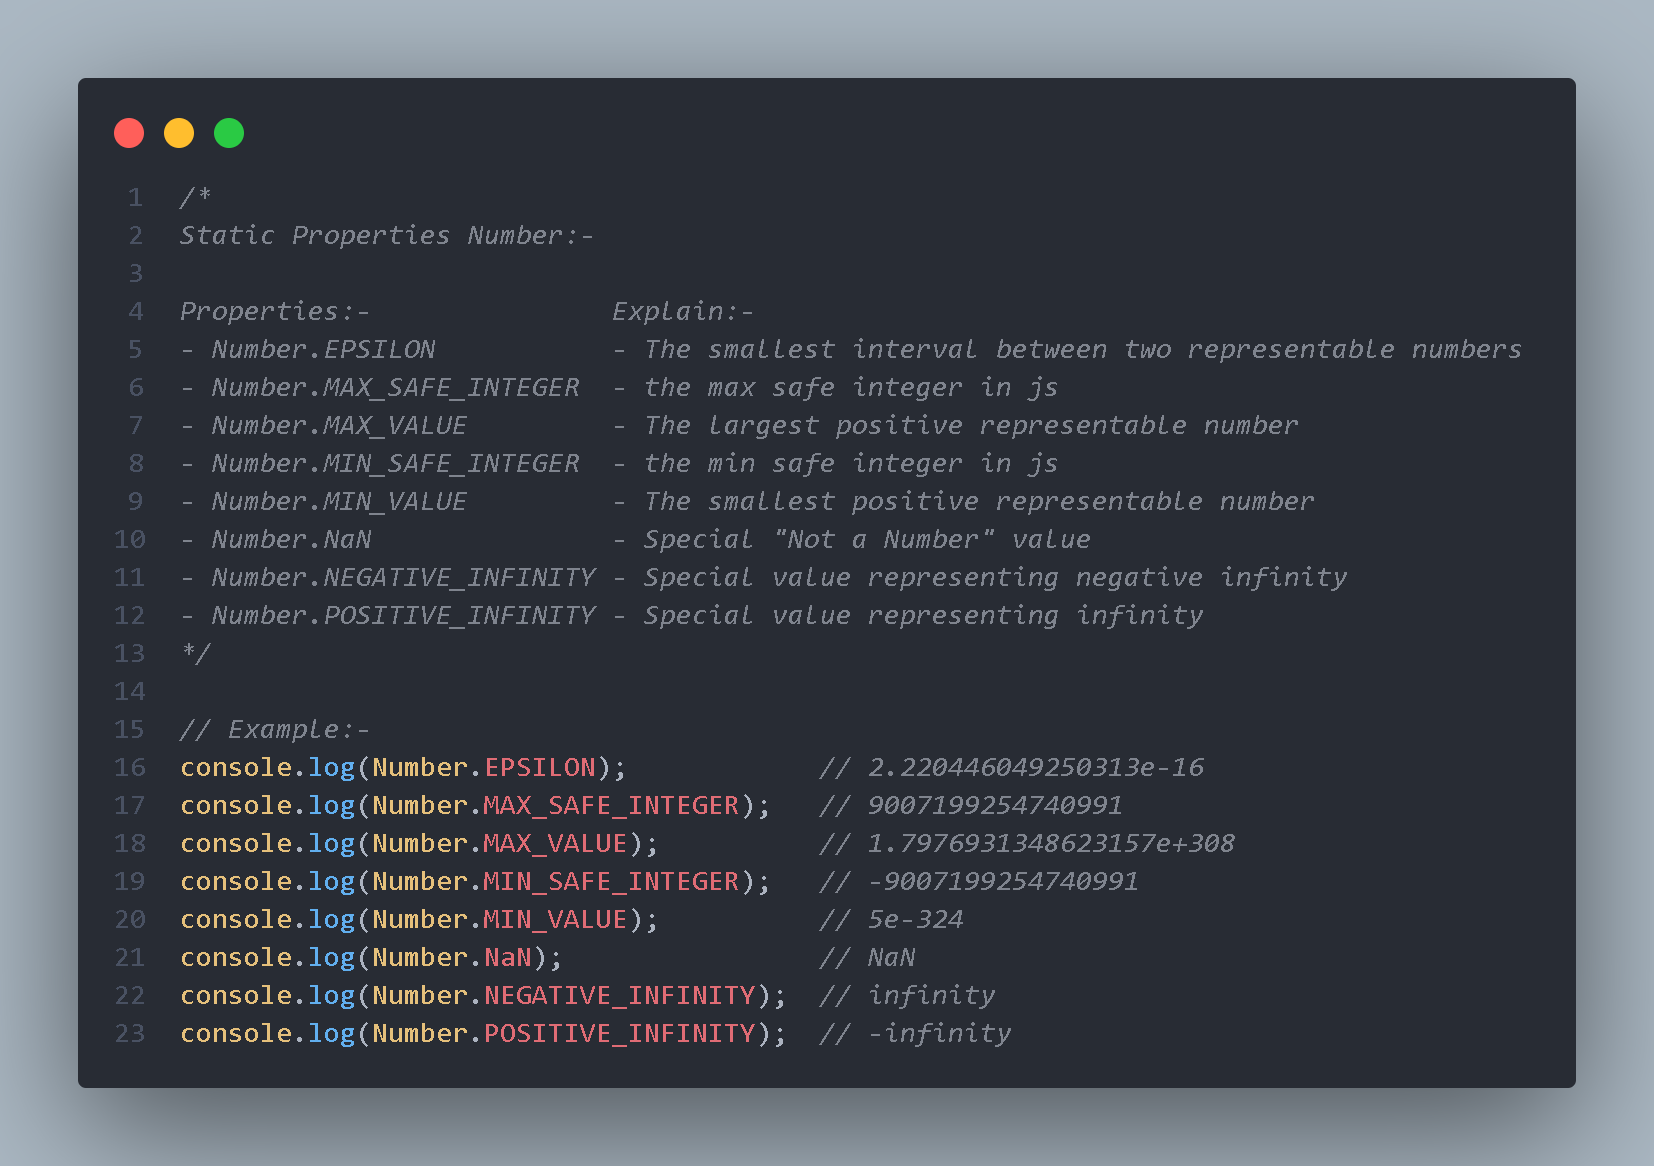 1 /*
2 Static Properties Number:-
3
4 Properties:-               Explain:-
5 - Number.EPSILON           - The smallest interval between two representable numbers
6 - Number.MAX_SAFE_INTEGER  - the max safe integer in js
7 - Number.MAX_VALUE         - The largest positive representable number
8 - Number.MIN_SAFE_INTEGER  - the min safe integer in js
9 - Number.MIN_VALUE         - The smallest positive representable number
10 - Number.NaN               - Special "Not a Number" value
11 - Number.NEGATIVE_INFINITY - Special value representing negative infinity
12 - Number.POSITIVE_INFINITY - Special value representing infinity
13 */
14
15 // Example:-
16 console.log(Number.EPSILON);            // 2.220446049250313e-16
17 console.log(Number.MAX_SAFE_INTEGER);   // 9007199254740991
18 console.log(Number.MAX_VALUE);          // 1.7976931348623157e+308
19 console.log(Number.MIN_SAFE_INTEGER);   // -9007199254740991
20 console.log(Number.MIN_VALUE);          // 5e-324
21 console.log(Number.NaN);                // NaN
22 console.log(Number.NEGATIVE_INFINITY);  // infinity
23 console.log(Number.POSITIVE_INFINITY);  // -infinity